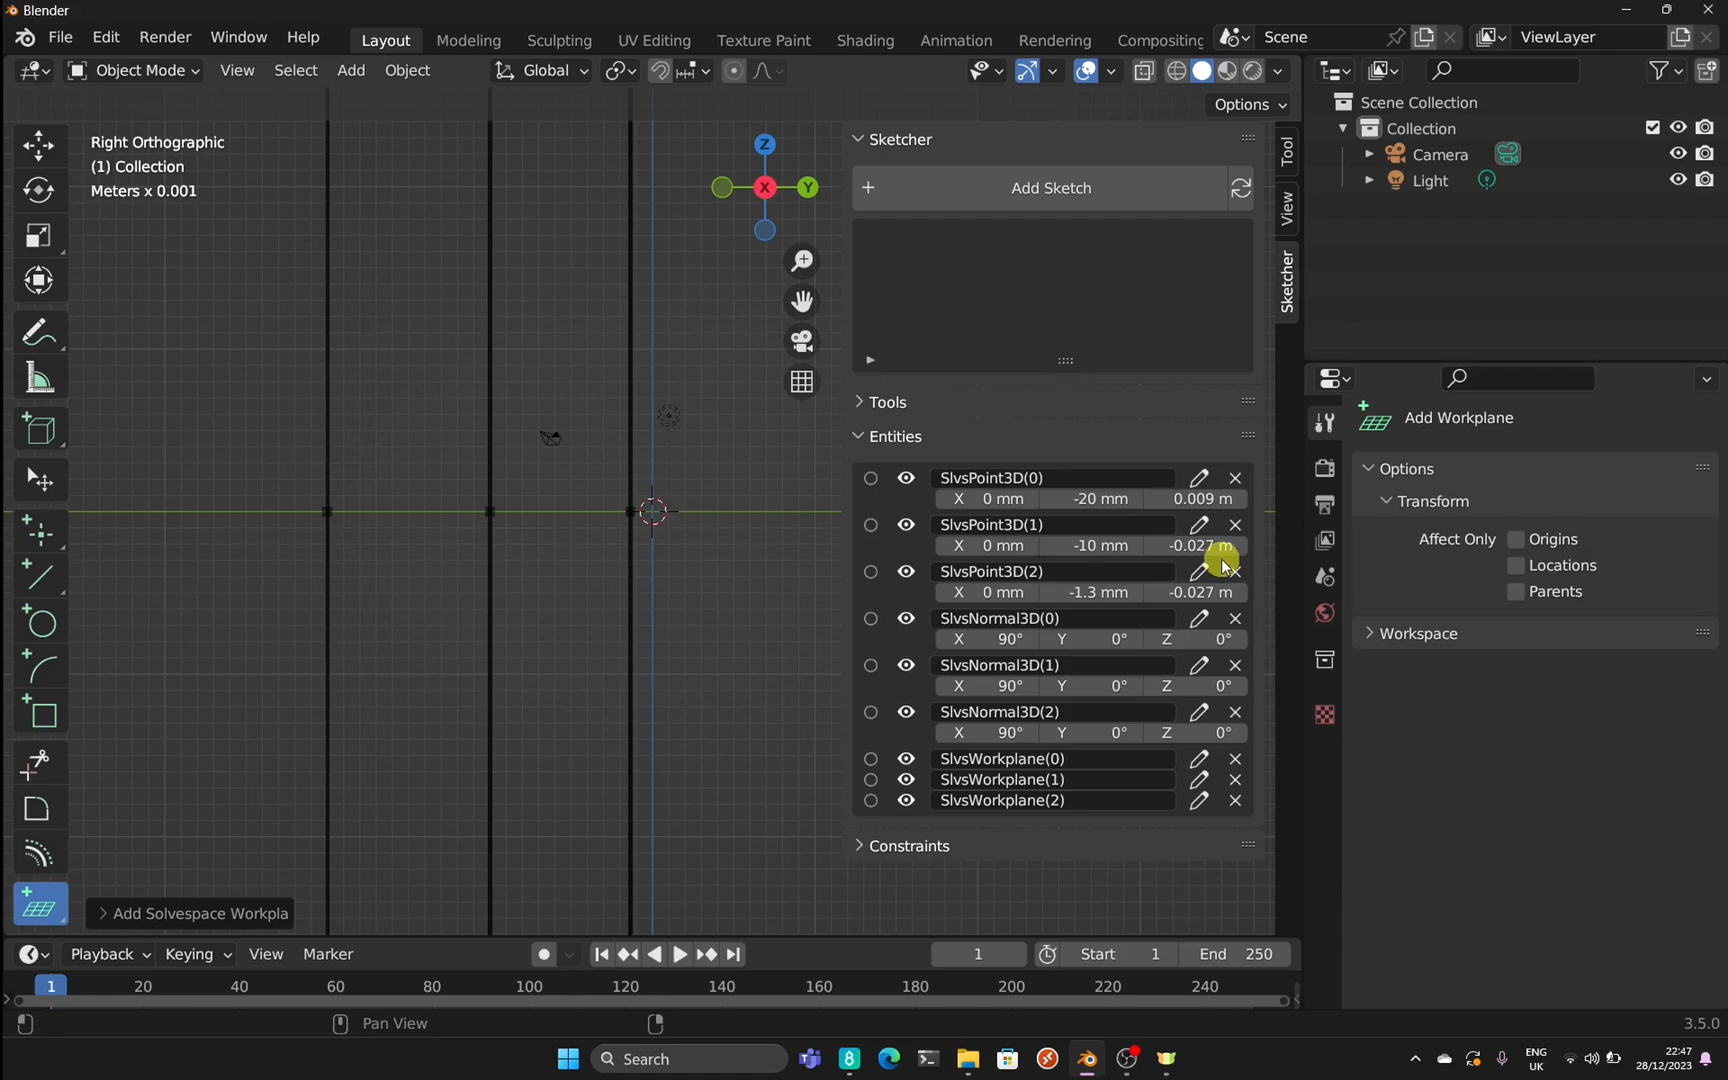 Blender
File Edit Render Window Help Layout Modeling Sculpting UV Editing Texture Paint Shading Animation Rendering Compositing Scene ViewLayer
Object Mode View Select Add Object Global
Options
Right Orthographic
(1) Collection
Meters x 0.001
Z
X
Y
Sketcher
Add Sketch
Tools
Entities
SlvsPoint3D(0)
X 0 mm -20 mm 0.009 m
SlvsPoint3D(1)
X 0 mm -10 mm -0.027 m
SlvsPoint3D(2)
X 0 mm -1.3 mm -0.027 m
SlvsNormal3D(0)
X 90° Y 0° Z 0°
SlvsNormal3D(1)
X 90° Y 0° Z 0°
SlvsNormal3D(2)
X 90° Y 0° Z 0°
SlvsWorkplane(0)
SlvsWorkplane(1)
SlvsWorkplane(2)
Constraints
Tool
View
Sketcher
Scene Collection
Collection
Camera
Light
Add Workplane
Options
Transform
Affect Only Origins
Locations
Parents
Workspace
Add Solvespace Workpla
Playback Keying View Marker 1 Start 1 End 250
1 20 40 60 80 100 120 140 160 180 200 220 240
Pan View 3.5.0
Search
ENG
UK
22:47
28/12/2023